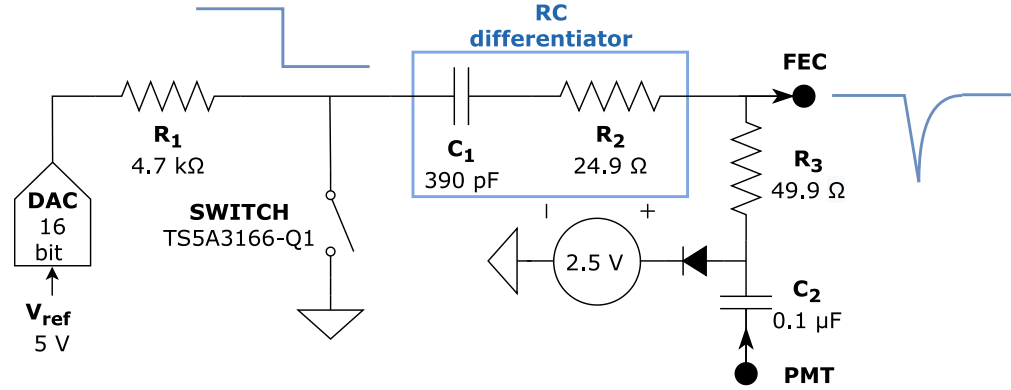 RC
differentiator
FEC
R1
4.7 kΩ
C1
390 pF
R2
24.9 Ω
R3
49.9 Ω
DAC
16
bit
SWITCH
TS5A3166-Q1
−
+
2.5 V
Vref
5 V
C2
0.1 µF
PMT